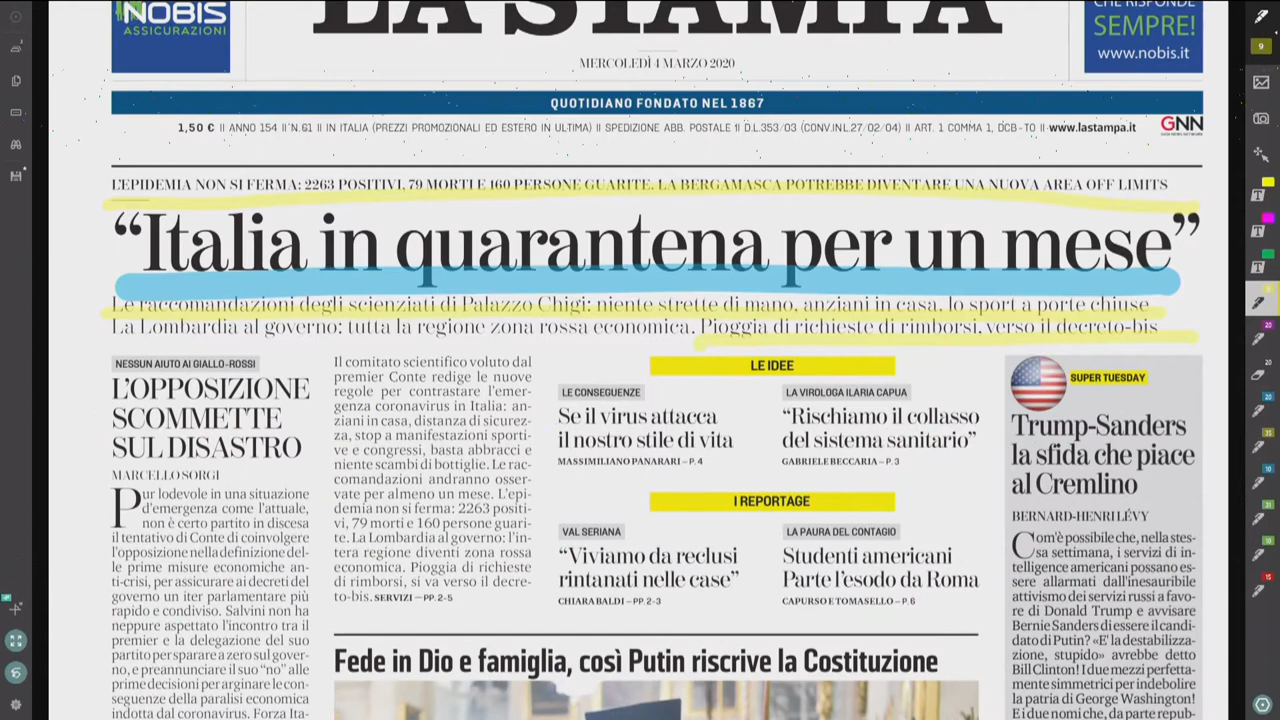 NOBIS
ASSICURAZIONI
LA STAMPA
CHE RISPONDE
SEMPRE!
www.nobis.it
MERCOLEDÌ 4 MARZO 2020
QUOTIDIANO FONDATO NEL 1867
1,50 € II ANNO 154 II N.61 II IN ITALIA (PREZZI PROMOZIONALI ED ESTERO IN ULTIMA) II SPEDIZIONE ABB. POSTALE II D.L.353/03 (CONV.INL.27/02/04) II ART. 1 COMMA 1, DCB-TO II www.lastampa.it
GNN
L'EPIDEMIA NON SI FERMA: 2263 POSITIVI, 79 MORTI E 160 PERSONE GUARITE. LA BERGAMASCA POTREBBE DIVENTARE UNA NUOVA AREA OFF LIMITS
“Italia in quarantena per un mese”
Le raccomandazioni degli scienziati di Palazzo Chigi: niente strette di mano, anziani in casa, lo sport a porte chiuse
La Lombardia al governo: tutta la regione zona rossa economica. Pioggia di richieste di rimborsi, verso il decreto-bis
NESSUN AIUTO AI GIALLO-ROSSI
L'OPPOSIZIONE
SCOMMETTE
SUL DISASTRO
MARCELLO SORGI
Pur lodevole in una situazione
d'emergenza come l'attuale,
non è certo partito in discesa
il tentativo di Conte di coinvolgere
l'opposizione nella definizione del-
le prime misure economiche an-
ti-crisi, per assicurare ai decreti del
governo un iter parlamentare più
rapido e condiviso. Salvini non ha
neppure aspettato l'incontro tra il
premier e la delegazione del suo
partito per sparare a zero sul gover-
no, e preannunciare il suo “no” alle
prime decisioni per arginare le con-
seguenze della paralisi economica
indotta dal coronavirus. Forza Ita-
Il comitato scientifico voluto dal
premier Conte redige le nuove
regole per contrastare l'emer-
genza coronavirus in Italia: an-
ziani in casa, distanza di sicurez-
za, stop a manifestazioni sporti-
ve e congressi, basta abbracci e
niente scambi di bottiglie. Le rac-
comandazioni andranno osser-
vate per almeno un mese. L'epi-
demia non si ferma: 2263 positi-
vi, 79 morti e 160 persone guari-
te. La Lombardia al governo: l'in-
tera regione diventi zona rossa
economica. Pioggia di richieste
di rimborsi, si va verso il decre-
to-bis. SERVIZI – PP. 2-5
LE IDEE
LE CONSEGUENZE
Se il virus attacca
il nostro stile di vita
MASSIMILIANO PANARARI – P. 4
LA VIROLOGA ILARIA CAPUA
“Rischiamo il collasso
del sistema sanitario”
GABRIELE BECCARIA – P. 3
I REPORTAGE
VAL SERIANA
“Viviamo da reclusi
rintanati nelle case”
CHIARA BALDI – PP. 2-3
LA PAURA DEL CONTAGIO
Studenti americani
Parte l'esodo da Roma
CAPURSO E TOMASELLO – P. 6
Fede in Dio e famiglia, così Putin riscrive la Costituzione
SUPER TUESDAY
Trump-Sanders
la sfida che piace
al Cremlino
BERNARD-HENRI LÉVY
Com'è possibile che, nella stes-
sa settimana, i servizi di in-
telligence americani possano es-
sere allarmati dall'inesauribile
attivismo dei servizi russi a favo-
re di Donald Trump e avvisare
Bernie Sanders di essere il candi-
dato di Putin? «E' la destabilizza-
zione, stupido» avrebbe detto
Bill Clinton! I due mezzi perfetta-
mente simmetrici per indebolire
la patria di George Washington!
E i due nomi che, da parte repub-